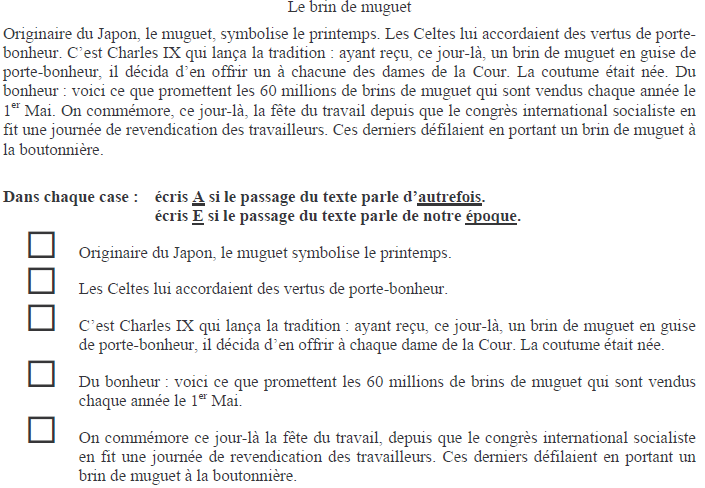 Le brin de muguet
Originaire du Japon, le muguet, symbolise le printemps. Les Celtes lui accordaient des vertus de porte-
bonheur. C’est Charles IX qui lança la tradition : ayant reçu, ce jour-là, un brin de muguet en guise de
porte-bonheur, il décida d’en offrir un à chacune des dames de la Cour. La coutume était née. Du
bonheur : voici ce que promettent les 60 millions de brins de muguet qui sont vendus chaque année le
1er Mai. On commémore, ce jour-là, la fête du travail depuis que le congrès international socialiste en
fit une journée de revendication des travailleurs. Ces derniers défilaient en portant un brin de muguet à
la boutonnière.
Dans chaque case : écris A si le passage du texte parle d’autrefois.
écris E si le passage du texte parle de notre époque.
Originaire du Japon, le muguet symbolise le printemps.
Les Celtes lui accordaient des vertus de porte-bonheur.
C’est Charles IX qui lança la tradition : ayant reçu, ce jour-là, un brin de muguet en guise
de porte-bonheur, il décida d’en offrir à chaque dame de la Cour. La coutume était née.
Du bonheur : voici ce que promettent les 60 millions de brins de muguet qui sont vendus
chaque année le 1er Mai.
On commémore ce jour-là la fête du travail, depuis que le congrès international socialiste
en fit une journée de revendication des travailleurs. Ces derniers défilaient en portant un
brin de muguet à la boutonnière.